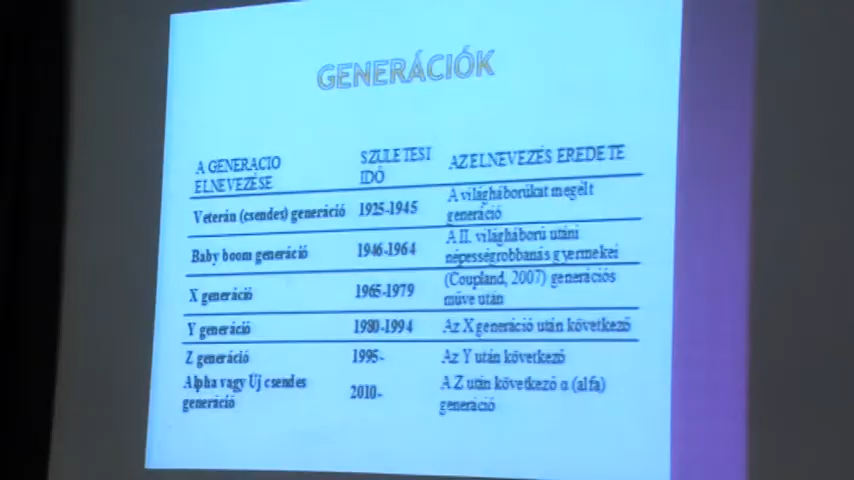 GENERÁCIÓK
A GENERÁCIÓ ELNEVEZÉSE
SZÜLETÉSI IDŐ
AZ ELNEVEZÉS EREDETE
Veterán (csendes) generáció 1925-1945 A világháborúkat megélt generáció
Baby boom generáció 1946-1964 A II. világháború utáni népességrobbanás gyermekei
X generáció 1965-1979 (Coupland, 2007) generációs műve után
Y generáció 1980-1994 Az X generáció után következő
Z generáció 1995- Az Y után következő
Alpha vagy Új csendes generáció 2010- A Z után következő α (alfa) generáció